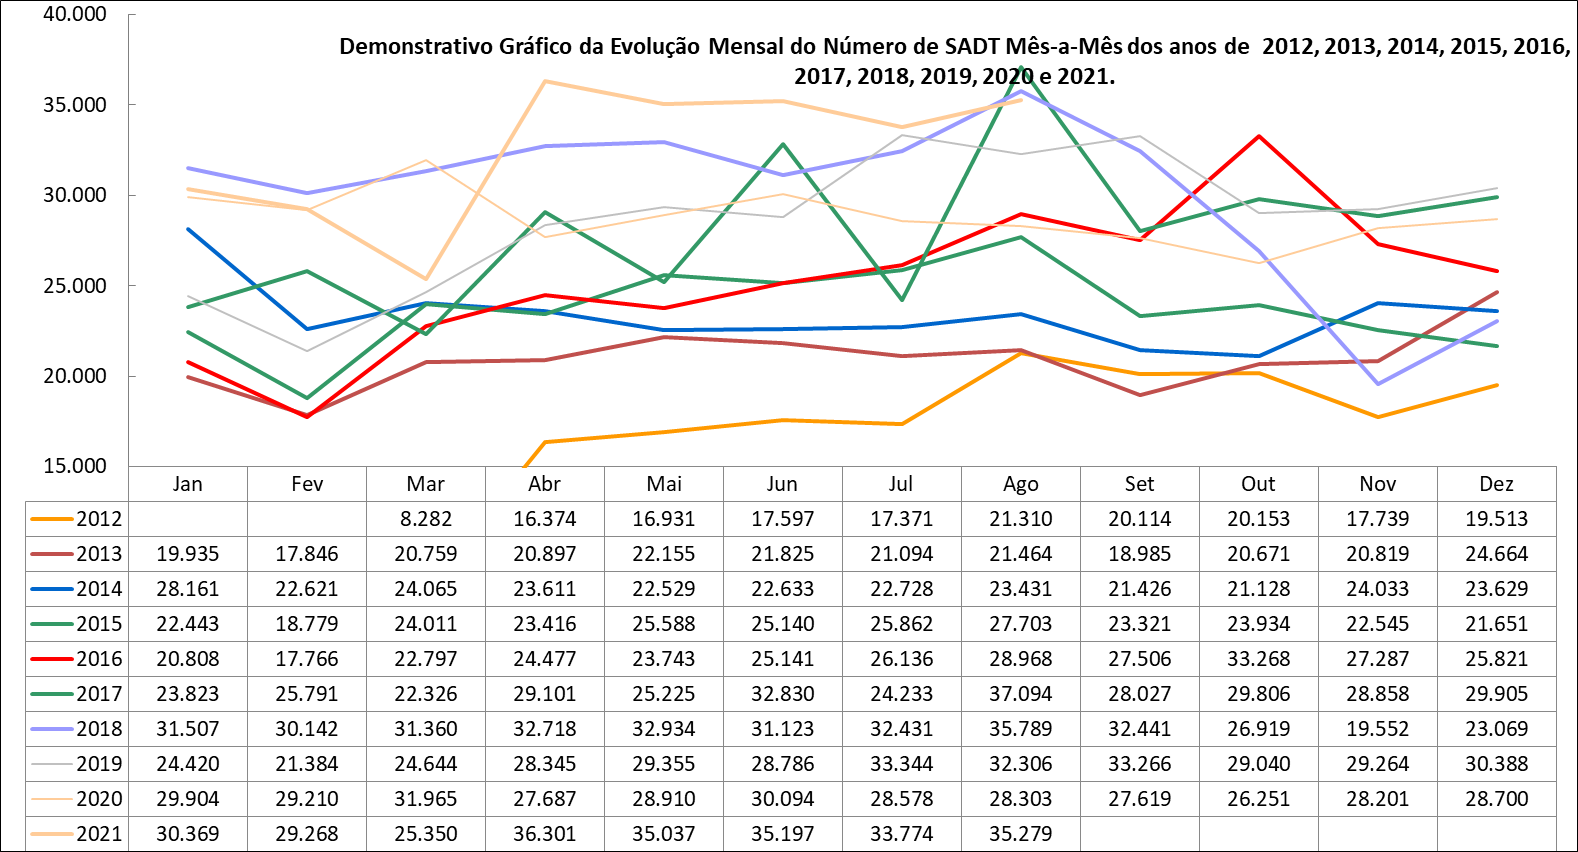 40.000
Demonstrativo Gráfico da Evolução Mensal do Número de SADT Mês-a-Mês dos anos de 2012, 2013, 2014, 2015, 2016,
2017, 2018, 2019, 2020 e 2021.
35.000
30.000
25.000
20.000
15.000
Jan Fev Mar Abr Mai Jun Jul Ago Set Out Nov Dez
2012 8.282 16.374 16.931 17.597 17.371 21.310 20.114 20.153 17.739 19.513
2013 19.935 17.846 20.759 20.897 22.155 21.825 21.094 21.464 18.985 20.671 20.819 24.664
2014 28.161 22.621 24.065 23.611 22.529 22.633 22.728 23.431 21.426 21.128 24.033 23.629
2015 22.443 18.779 24.011 23.416 25.588 25.140 25.862 27.703 23.321 23.934 22.545 21.651
2016 20.808 17.766 22.797 24.477 23.743 25.141 26.136 28.968 27.506 33.268 27.287 25.821
2017 23.823 25.791 22.326 29.101 25.225 32.830 24.233 37.094 28.027 29.806 28.858 29.905
2018 31.507 30.142 31.360 32.718 32.934 31.123 32.431 35.789 32.441 26.919 19.552 23.069
2019 24.420 21.384 24.644 28.345 29.355 28.786 33.344 32.306 33.266 29.040 29.264 30.388
2020 29.904 29.210 31.965 27.687 28.910 30.094 28.578 28.303 27.619 26.251 28.201 28.700
2021 30.369 29.268 25.350 36.301 35.037 35.197 33.774 35.279